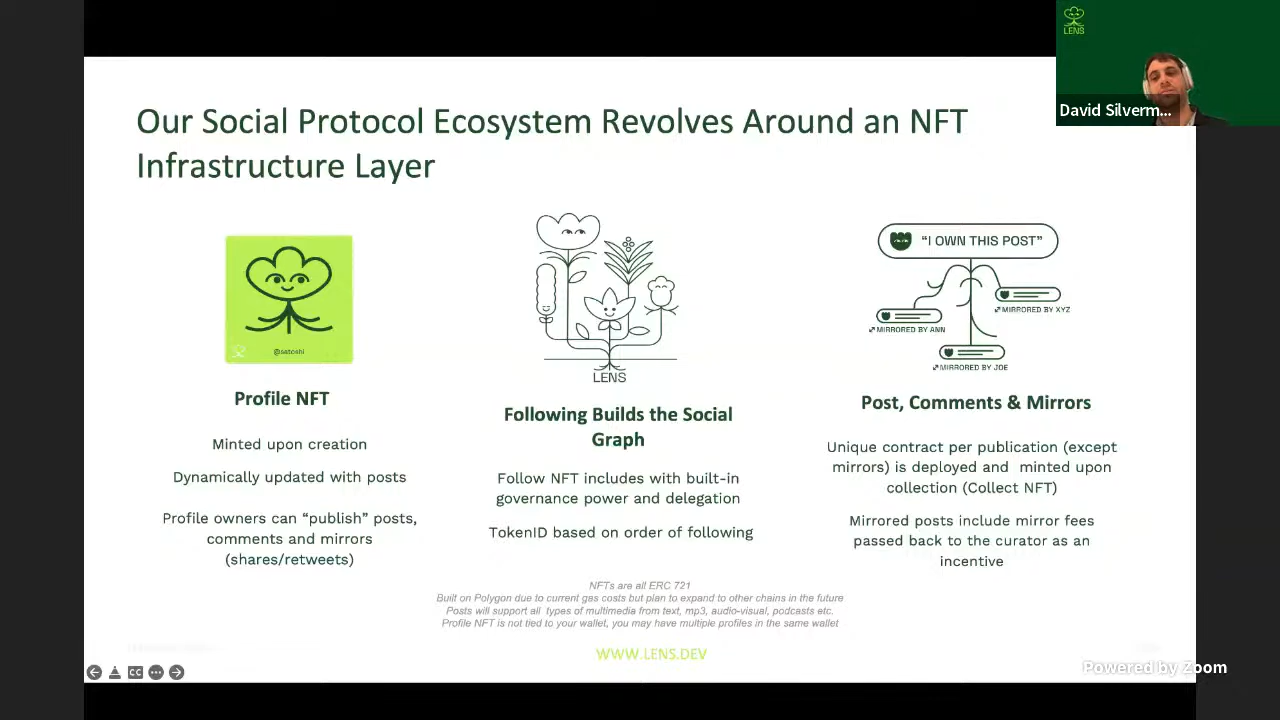 LENS
David Silverm...
Our Social Protocol Ecosystem Revolves Around an NFT
Infrastructure Layer
@satoshi
Profile NFT
Minted upon creation
Dynamically updated with posts
Profile owners can “publish” posts,
comments and mirrors
(shares/retweets)
LENS
Following Builds the Social
Graph
Follow NFT includes with built-in
governance power and delegation
TokenID based on order of following
“I OWN THIS POST”
MIRRORED BY XYZ
MIRRORED BY ANN
MIRRORED BY JOE
Post, Comments & Mirrors
Unique contract per publication (except
mirrors) is deployed and minted upon
collection (Collect NFT)
Mirrored posts include mirror fees
passed back to the curator as an
incentive
NFTs are all ERC 721
Built on Polygon due to current gas costs but plan to expand to other chains in the future
Posts will support all types of multimedia from text, mp3, audio-visual, podcasts etc.
Profile NFT is not tied to your wallet, you may have multiple profiles in the same wallet
WWW.LENS.DEV
CC
Powered by Zoom